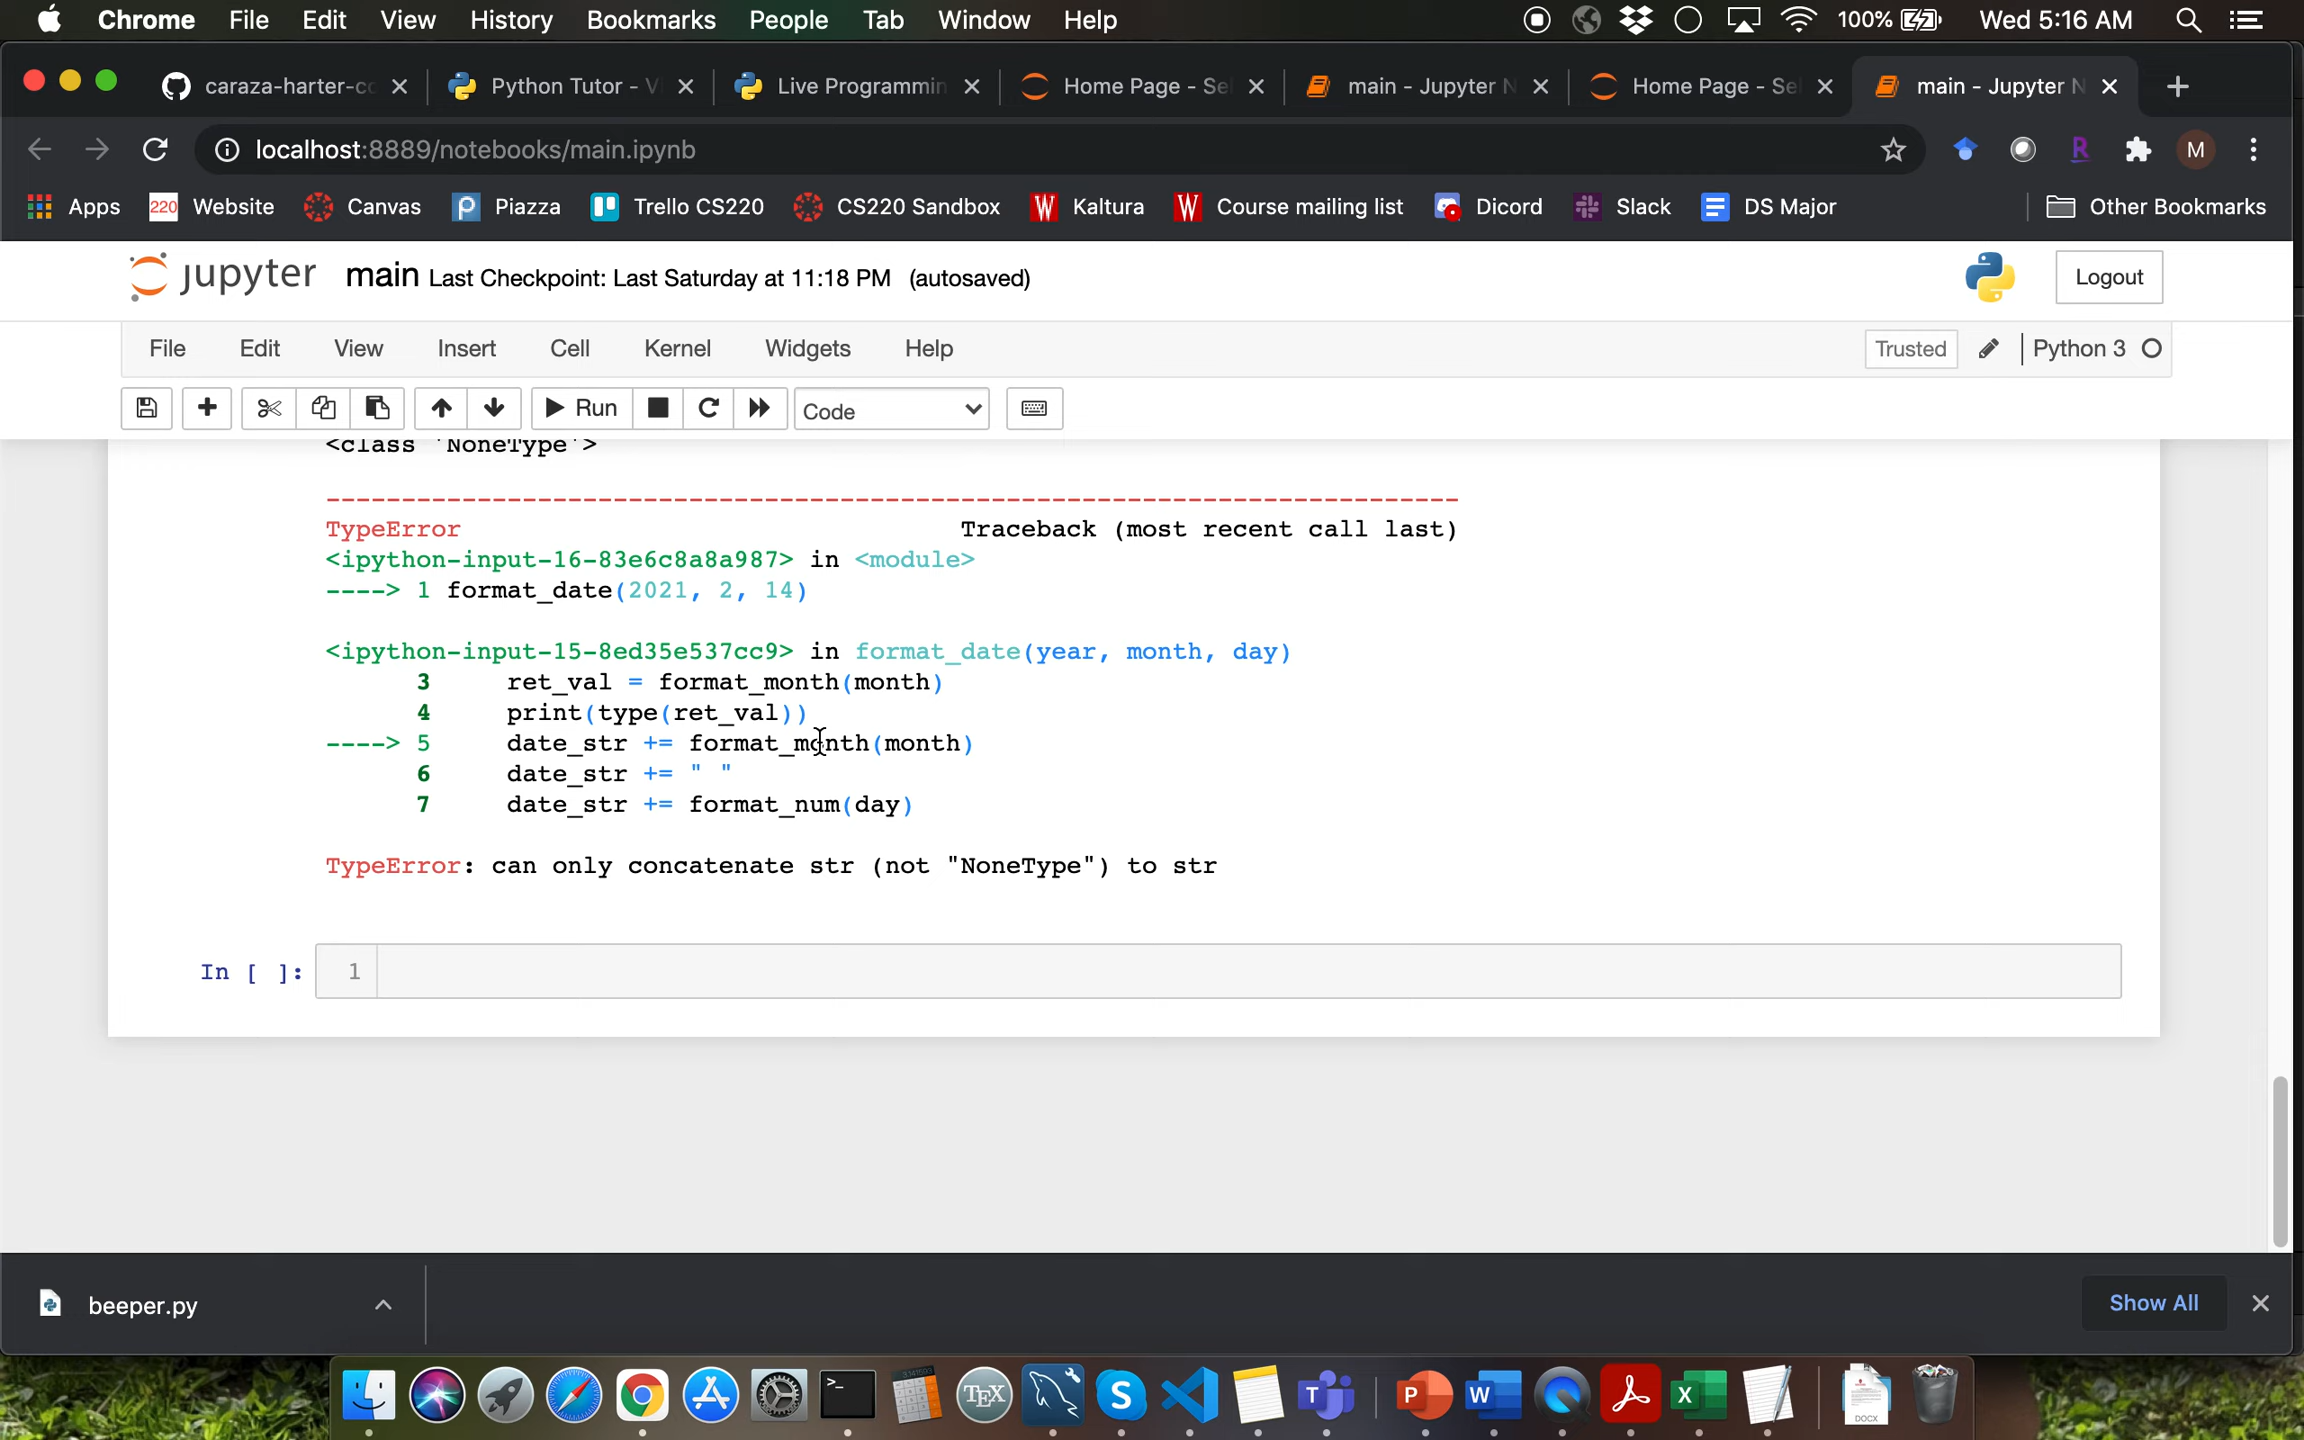 Chrome File Edit View History Bookmarks People Tab Window Help 100% Wed 5:16 AM
caraza-harter-co Python Tutor - Vi Live Programmin Home Page - Sel main - Jupyter N Home Page - Sel main - Jupyter N
localhost:8889/notebooks/main.ipynb R M
Apps 220 Website Canvas Piazza Trello CS220 CS220 Sandbox W Kaltura W Course mailing list Dicord Slack DS Major Other Bookmarks
jupyter main Last Checkpoint: Last Saturday at 11:18 PM (autosaved) Logout
File Edit View Insert Cell Kernel Widgets Help Trusted Python 3
Run Code
<class 'NoneType'>
---------------------------------------------------------------------------
TypeError Traceback (most recent call last)
<ipython-input-16-83e6c8a8a987> in <module>
----> 1 format_date(2021, 2, 14)
<ipython-input-15-8ed35e537cc9> in format_date(year, month, day)
3 ret_val = format_month(month)
4 print(type(ret_val))
----> 5 date_str += format_month(month)
6 date_str += " "
7 date_str += format_num(day)
TypeError: can only concatenate str (not "NoneType") to str
In [ ]: 1
beeper.py Show All
TEX S T P W X DOCX